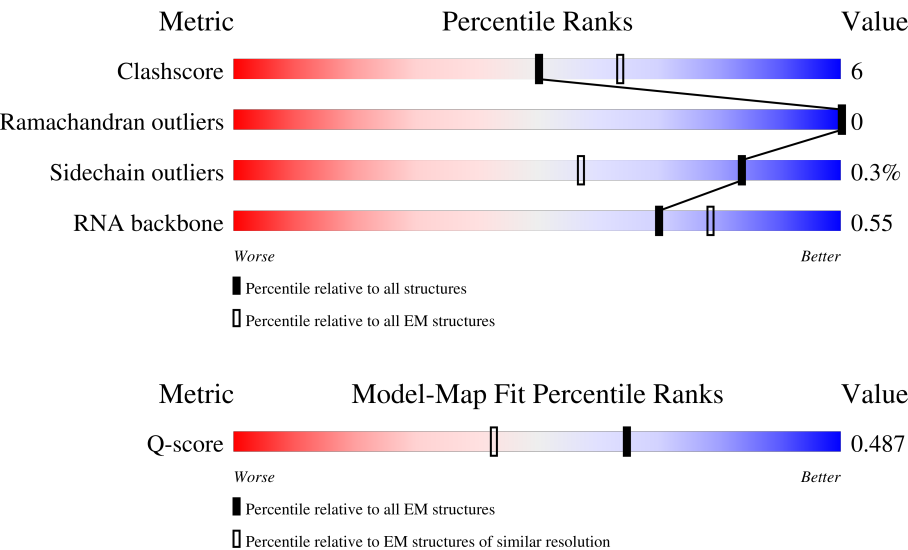 Metric Percentile Ranks Value
Clashscore 6
Ramachandran outliers 0
Sidechain outliers 0.3%
RNA backbone 0.55
Worse Better
Percentile relative to all structures
Percentile relative to all EM structures
Metric Model-Map Fit Percentile Ranks Value
Q-score 0.487
Worse Better
Percentile relative to all EM structures
Percentile relative to EM structures of similar resolution